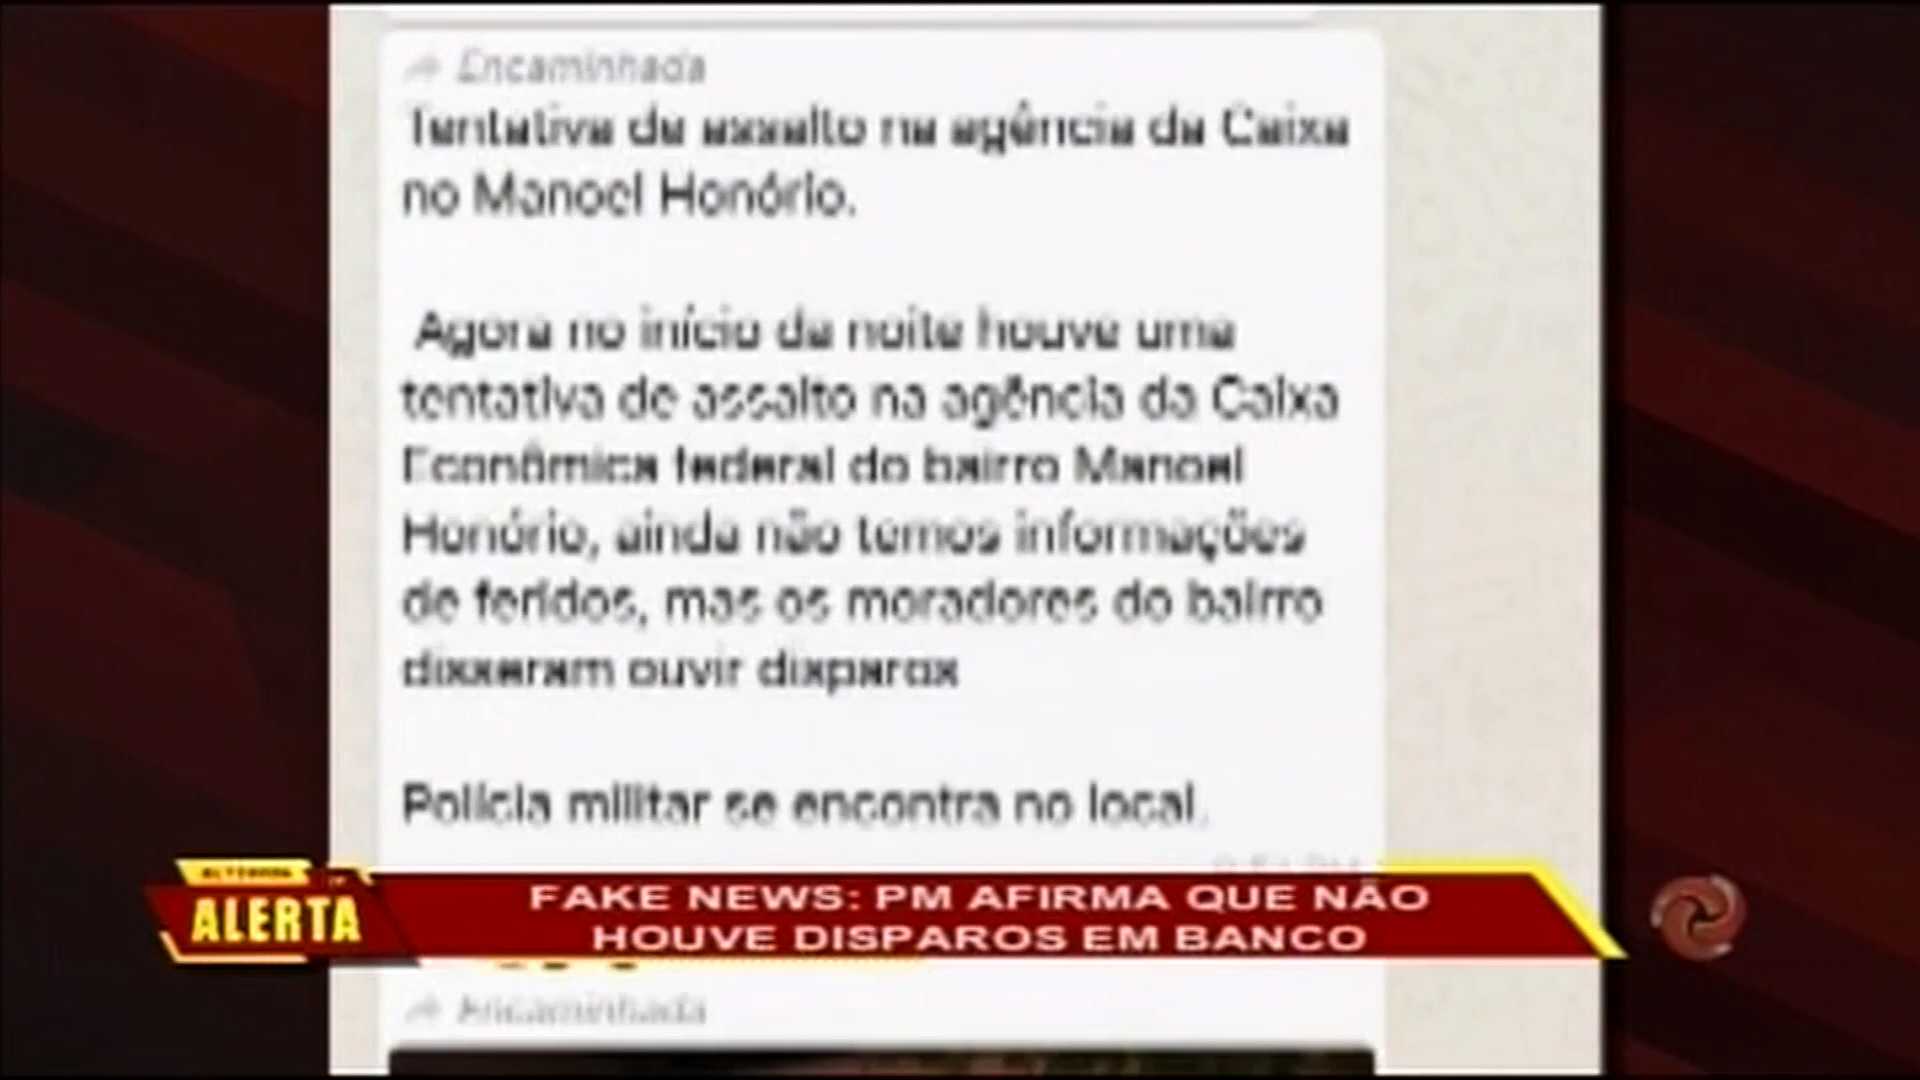 Encaminhada
Tentativa de assalto na agência da Caixa
no Manoel Honório.
Agora no início da noite houve uma
tentativa de assalto na agência da Caixa
Econômica federal do bairro Manoel
Honório, ainda não temos informações
de feridos, mas os moradores do bairro
disseram ouvir disparos
Polícia militar se encontra no local.
ALERTA
FAKE NEWS: PM AFIRMA QUE NÃO
HOUVE DISPAROS EM BANCO
Encaminhada